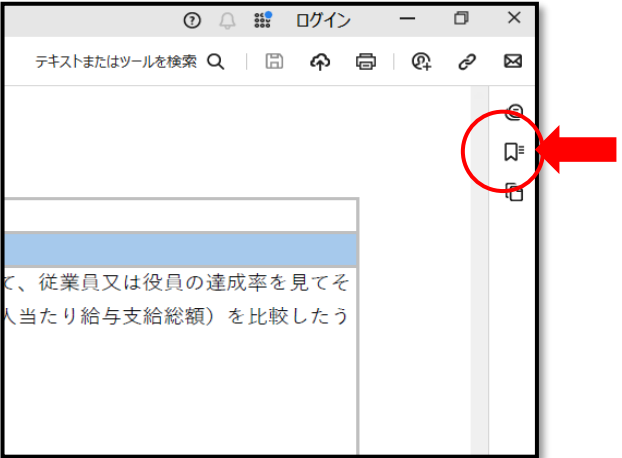 ログイン
テキストまたはツールを検索
て、従業員又は役員の達成率を見てそ
人当たり給与支給総額）を比較したう